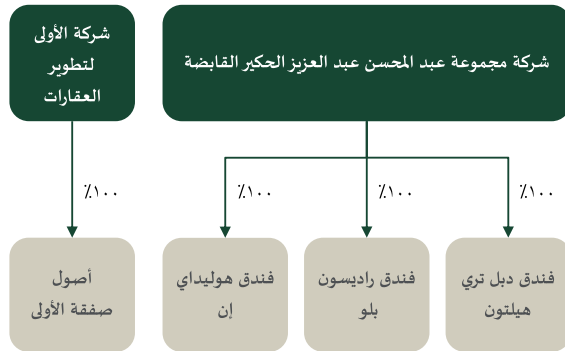 شركة مجموعة عبد المحسن عبد العزيز الحكير القابضة
شركة الأولى
لتطوير
العقارات
٪١٠٠
٪١٠٠
٪١٠٠
٪١٠٠
فندق دبل تري
هيلتون
فندق راديسون
بلو
فندق هوليداي
إن
أصول
صفقة الأولى